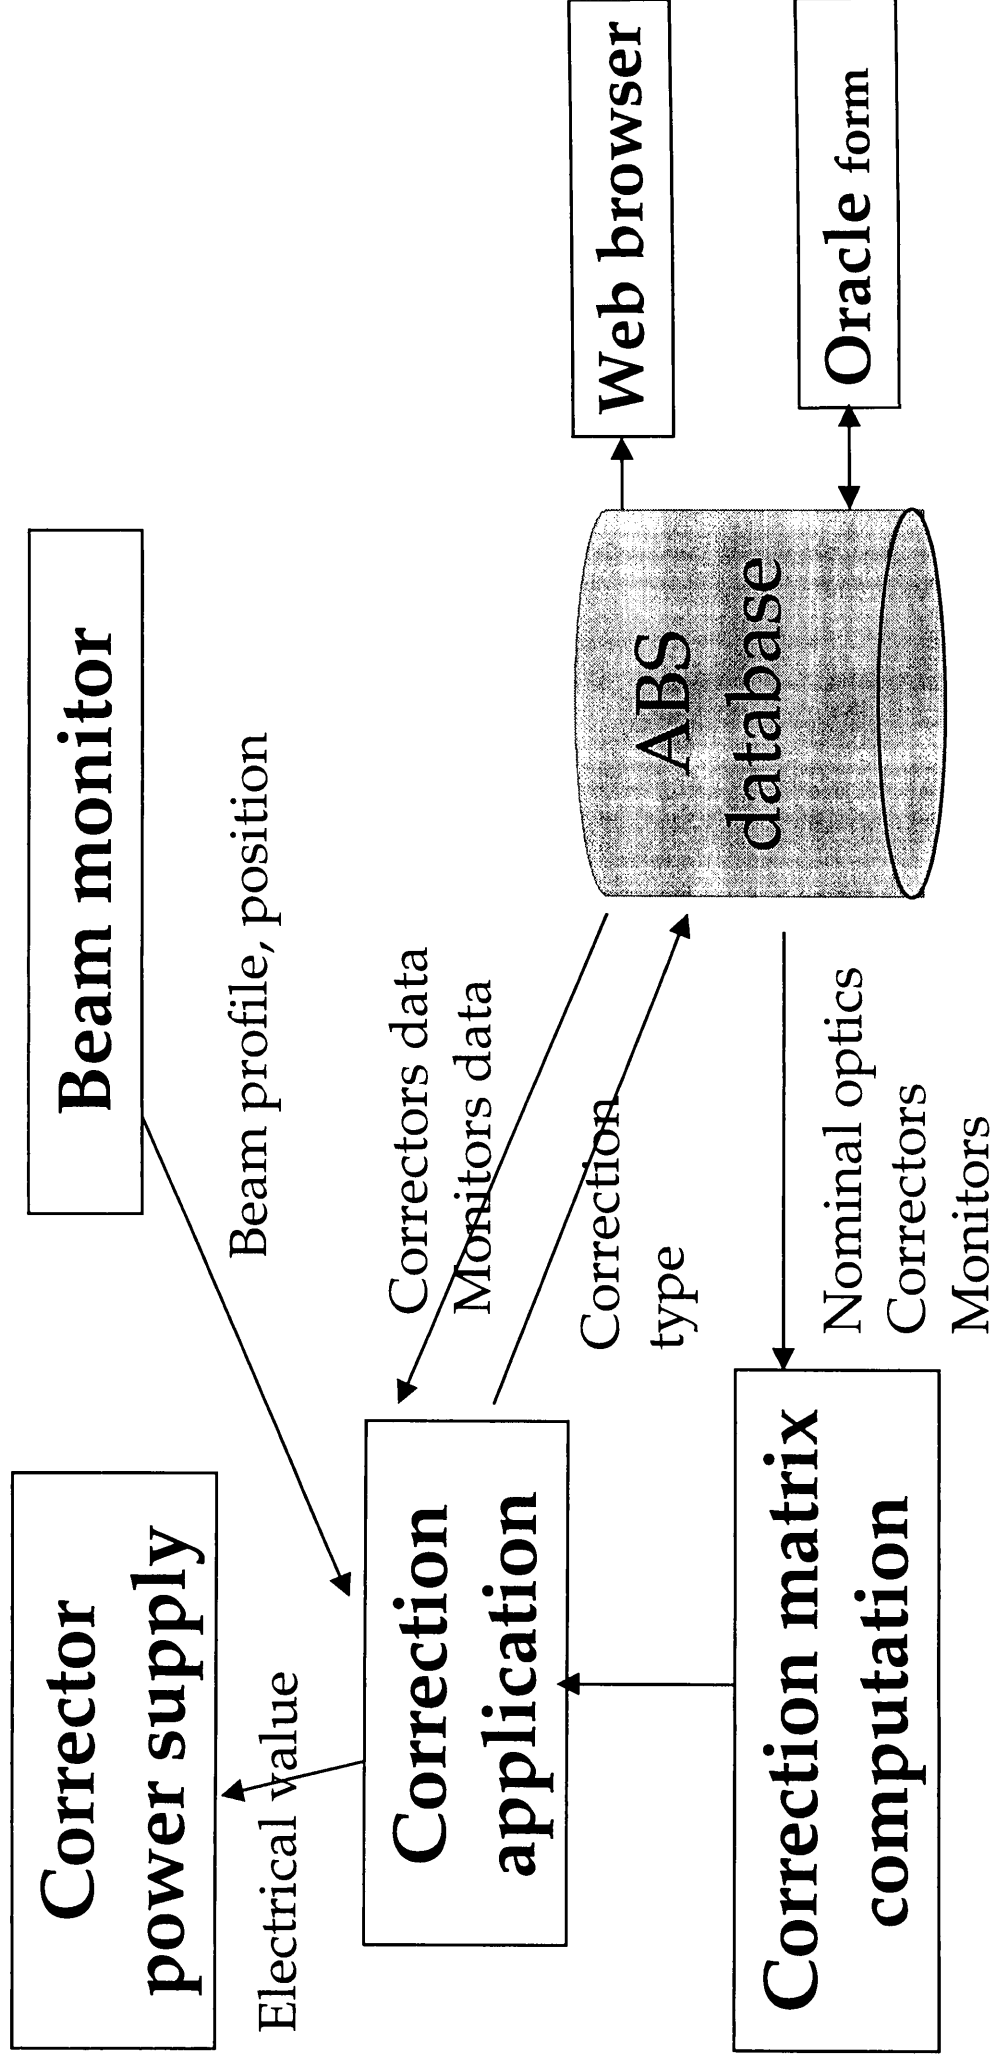 Corrector
power supply
Beam monitor
Electrical value
Beam profile, position
Correction
application
Correctors data
Monitors data
Correction
type
ABS
database
Web browser
Oracle form
Correction matrix
computation
Nominal optics
Correctors
Monitors